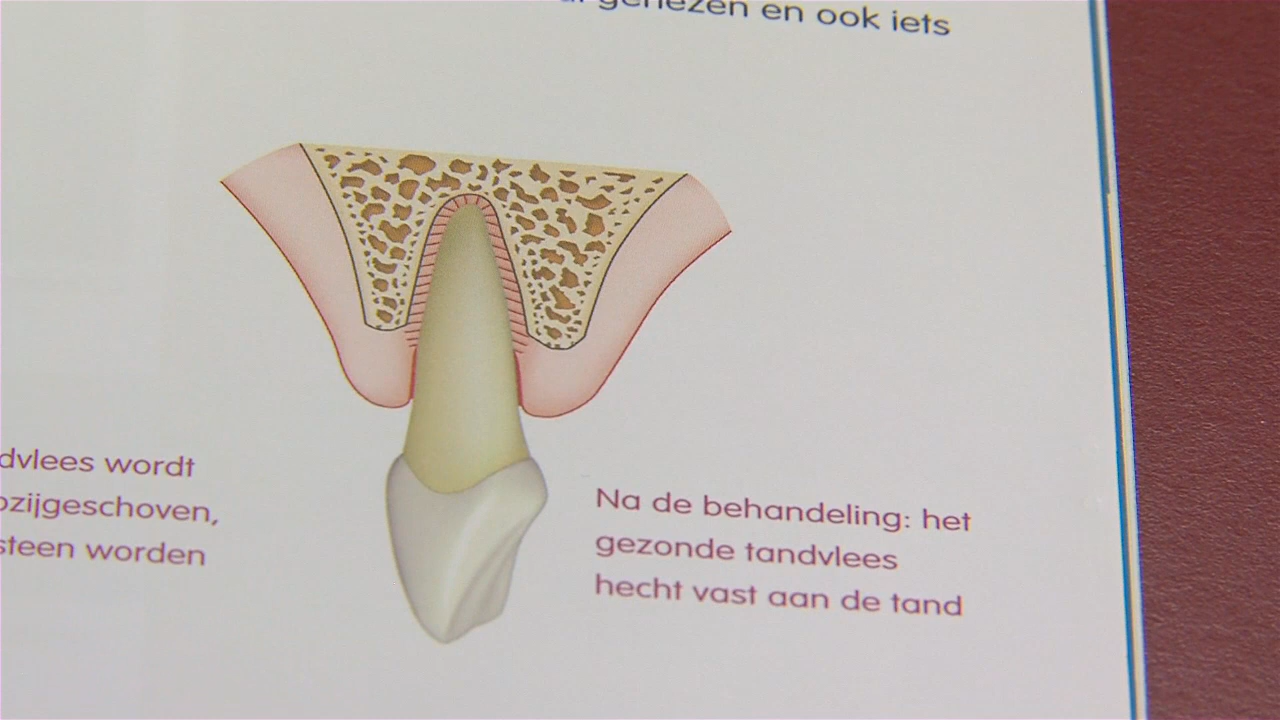 genezen en ook iets
dvlees wordt
ozijgeschoven,
steen worden
Na de behandeling: het
gezonde tandvlees
hecht vast aan de tand